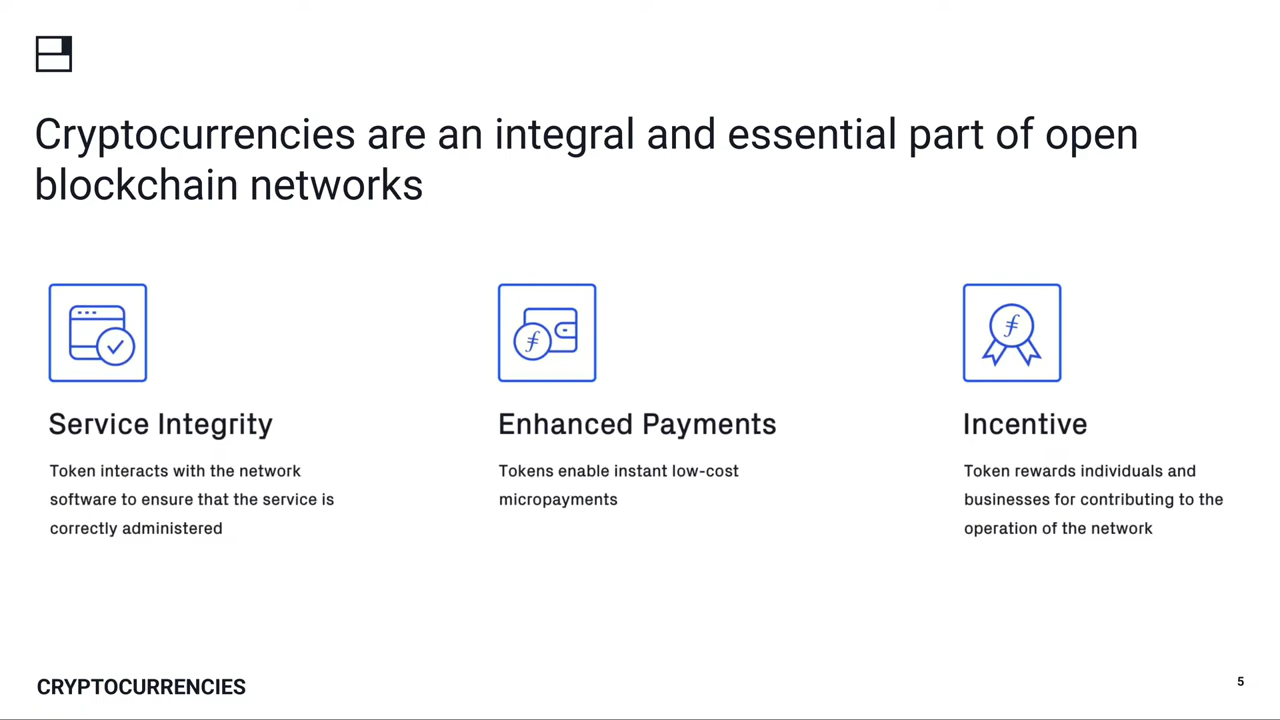 Cryptocurrencies are an integral and essential part of open
blockchain networks
Service Integrity
Token interacts with the network
software to ensure that the service is
correctly administered
Enhanced Payments
Tokens enable instant low-cost
micropayments
Incentive
Token rewards individuals and
businesses for contributing to the
operation of the network
CRYPTOCURRENCIES
5